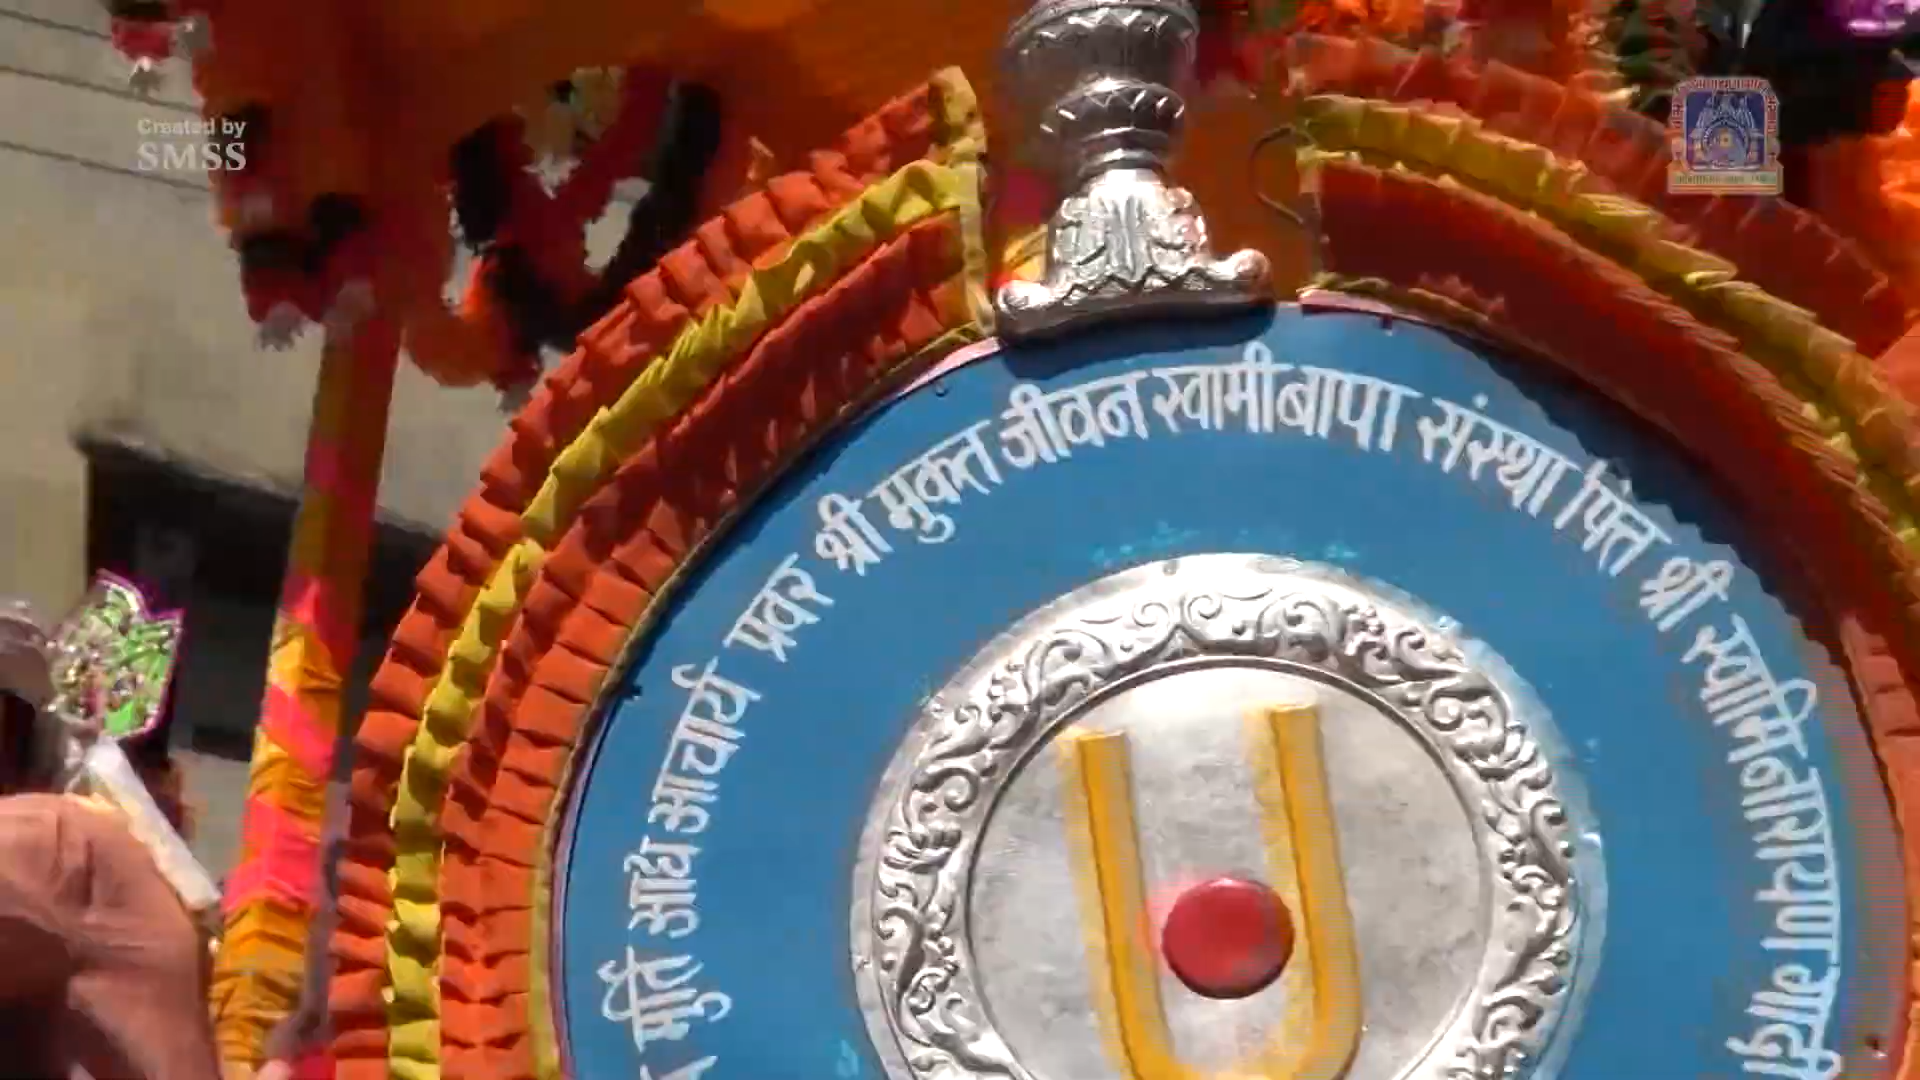 Created by
SMSS
मुर्ति आद्य आचार्य प्रवर श्री मुक्त जीवन स्वामीबापा संस्थापित श्री स्वामिनारायण गादी